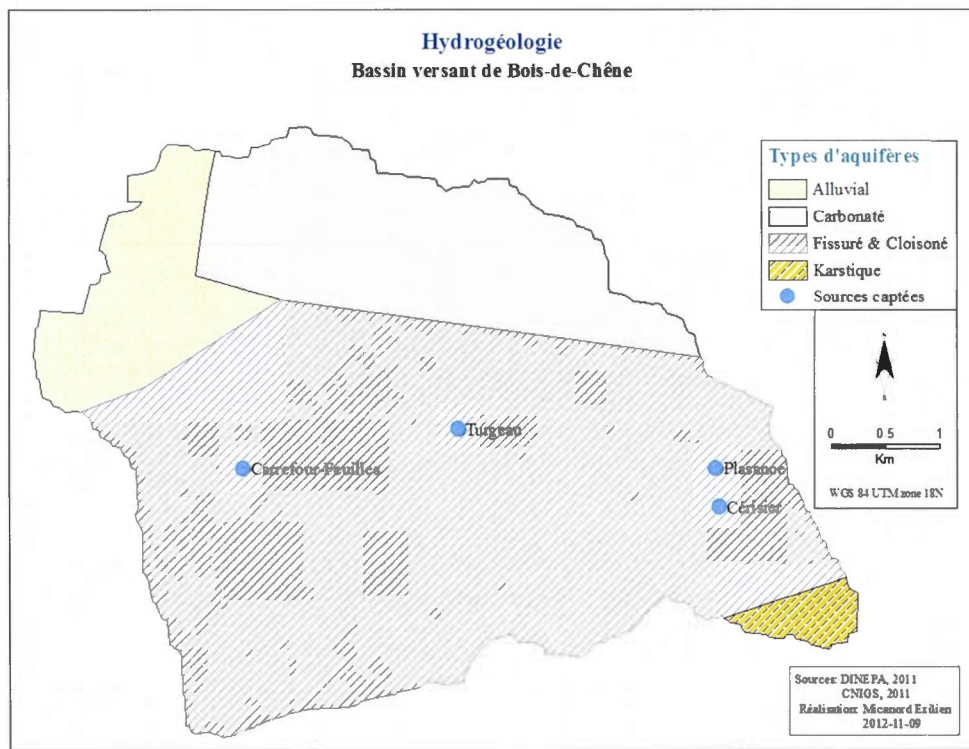 Hydrogéologie
Bassin versant de Bois-de-Chêne
Types d'aquifères
Alluvial
Carbonaté
Fissuré & Cloisoné
Karstique
Sources captées
0 0 5 1
Km
WGS 84 UTM zone 18N
Turgeau
Carrefour-Feuilles
Plasance
Cérisier
Sources: DINEPA, 2011
CNIGS, 2011
Réalisation: Micanord Exilien
2012-11-09